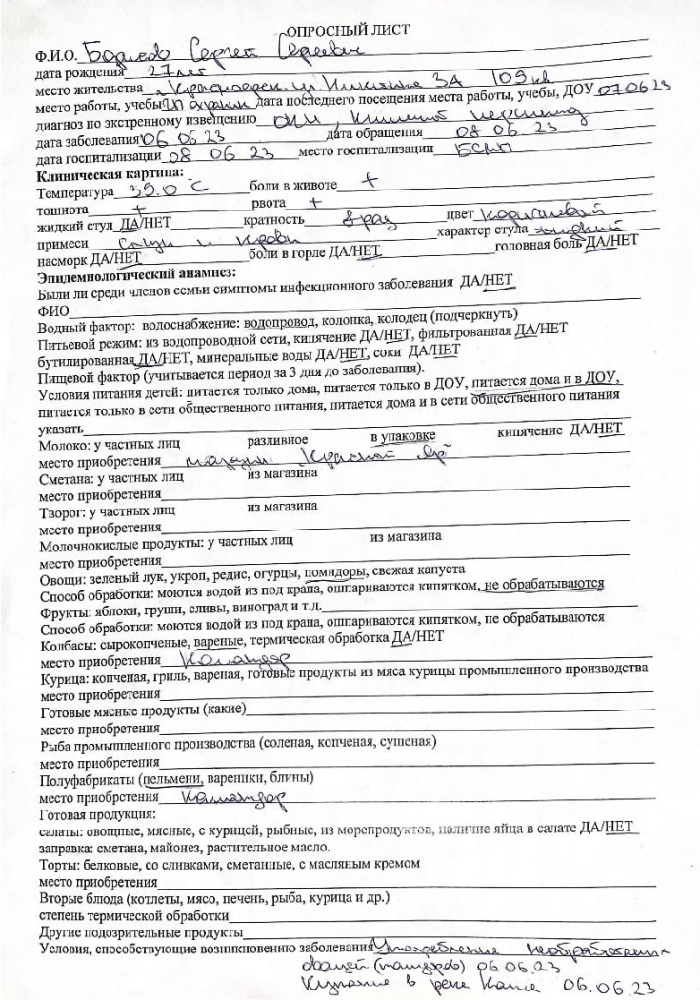 ОПРОСНЫЙ ЛИСТ
Ф.И.О. Сергей Сергеевич
дата рождения 27 лет
место жительства г. Красноярск ул. 3А 109 кв
место работы, учебы дата последнего посещения места работы, учебы, ДОУ 07.06.23
диагноз по экстренному извещению ОКИ,
дата заболевания 06 06 23 дата обращения 08 06. 23
дата госпитализации 08 06 23 место госпитализации БСМП
Клиническая картина:
Температура 39.0 С боли в животе +
тошнота + рвота +
жидкий стул ДА/НЕТ кратность 8 раз цвет коричневый
примеси слизи и крови характер стула жидкий
насморк ДА/НЕТ боли в горле ДА/НЕТ головная боль ДА/НЕТ
Эпидемиологический анамнез:
Были ли среди членов семьи симптомы инфекционного заболевания ДА/НЕТ
ФИО
Водный фактор: водоснабжение: водопровод, колонка, колодец (подчеркнуть)
Питьевой режим: из водопроводной сети, кипячение ДА/НЕТ, фильтрованная ДА/НЕТ
бутилированная ДА/НЕТ, минеральные воды ДА/НЕТ, соки ДА/НЕТ
Пищевой фактор (учитывается период за 3 дня до заболевания).
Условия питания детей: питается только дома, питается только в ДОУ, питается дома и в ДОУ,
питается только в сети общественного питания, питается дома и в сети общественного питания
указать
Молоко: у частных лиц разливное в упаковке кипячение ДА/НЕТ
место приобретения магазин Красный Яр
Сметана: у частных лиц из магазина
место приобретения
Творог: у частных лиц из магазина
место приобретения
Молочнокислые продукты: у частных лиц из магазина
место приобретения
Овощи: зеленый лук, укроп, редис, огурцы, помидоры, свежая капуста
Способ обработки: моются водой из под крана, ошпариваются кипятком, не обрабатываются
Фрукты: яблоки, груши, сливы, виноград и т.д.
Способ обработки: моются водой из под крана, ошпариваются кипятком, не обрабатываются
Колбасы: сырокопченые, вареные, термическая обработка ДА/НЕТ
место приобретения Командор
Курица: копченая, гриль, вареная, готовые продукты из мяса курицы промышленного производства
место приобретения
Готовые мясные продукты (какие)
место приобретения
Рыба промышленного производства (соленая, копченая, сушеная)
место приобретения
Полуфабрикаты (пельмени, вареники, блины)
место приобретения Командор
Готовая продукция:
салаты: овощные, мясные, с курицей, рыбные, из морепродуктов, наличие яйца в салате ДА/НЕТ
заправка: сметана, майонез, растительное масло.
Торты: белковые, со сливками, сметанные, с масляным кремом
место приобретения
Вторые блюда (котлеты, мясо, печень, рыба, курица и др.)
степень термической обработки
Другие подозрительные продукты
Условия, способствующие возникновению заболевания Употребление необработанных
овощей (помидоров) 06 06.23
Купание в реке 06.06.23